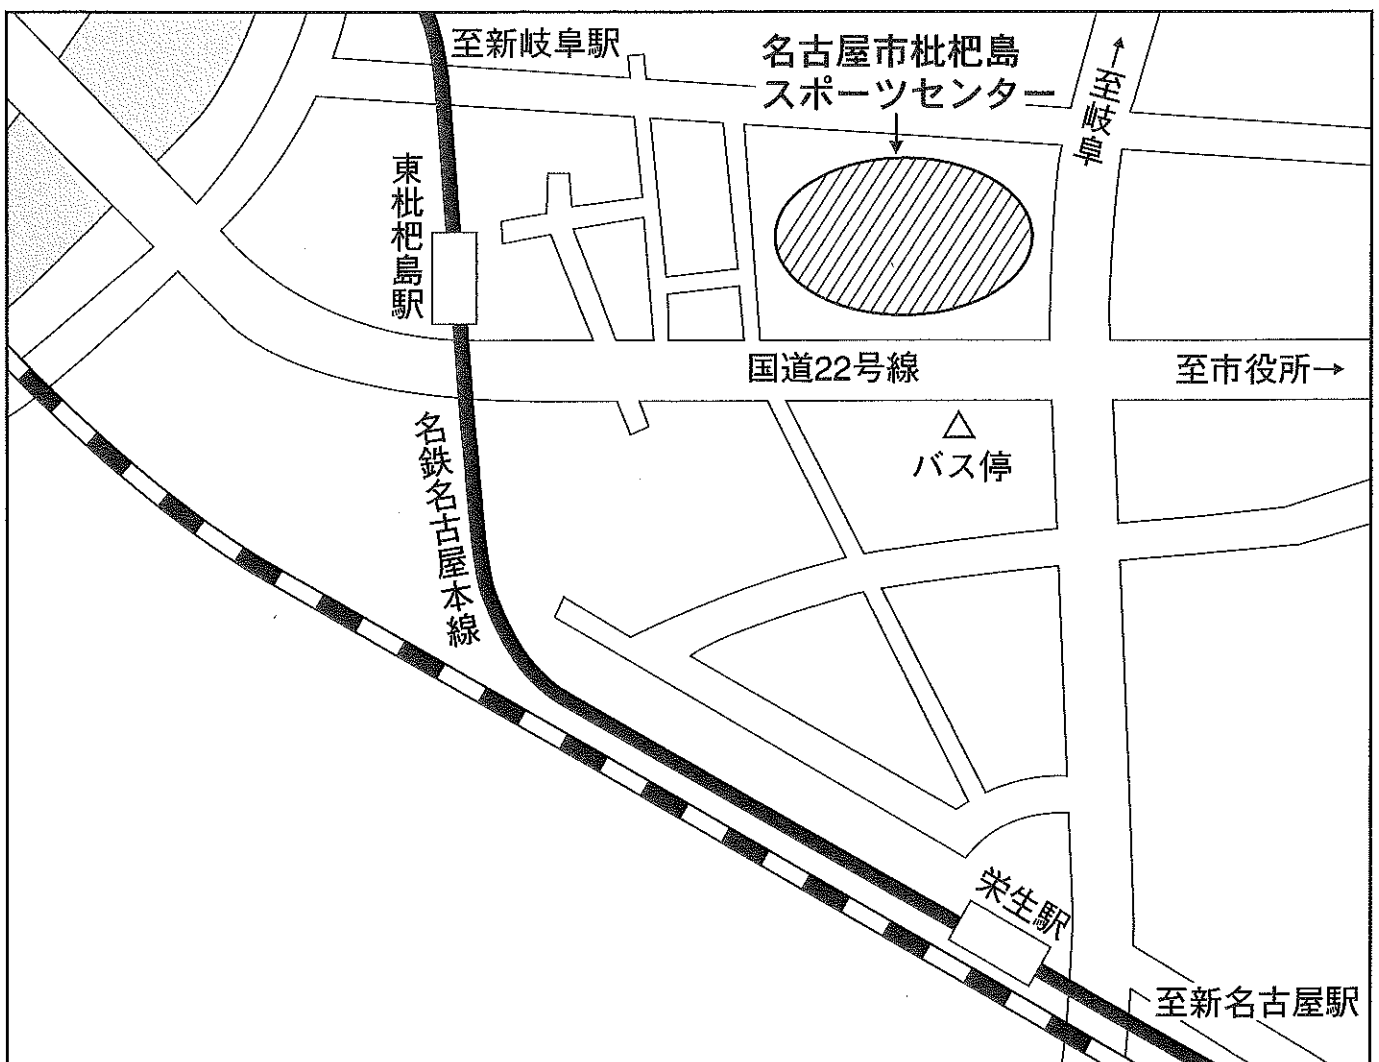 至新岐阜駅
名古屋市枇杷島
スポーツセンター
↑至岐阜
東枇杷島駅
国道22号線
至市役所→
バス停
名鉄名古屋本線
栄生駅
至新名古屋駅